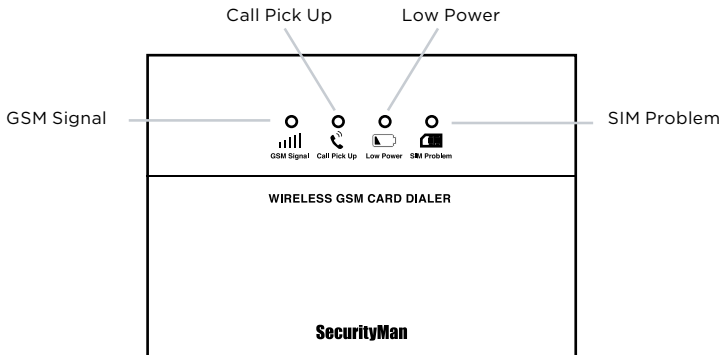 Call Pick Up Low Power
GSM Signal SIM Problem
GSM Signal Call Pick Up Low Power SIM Problem
WIRELESS GSM CARD DIALER
SecurityMan